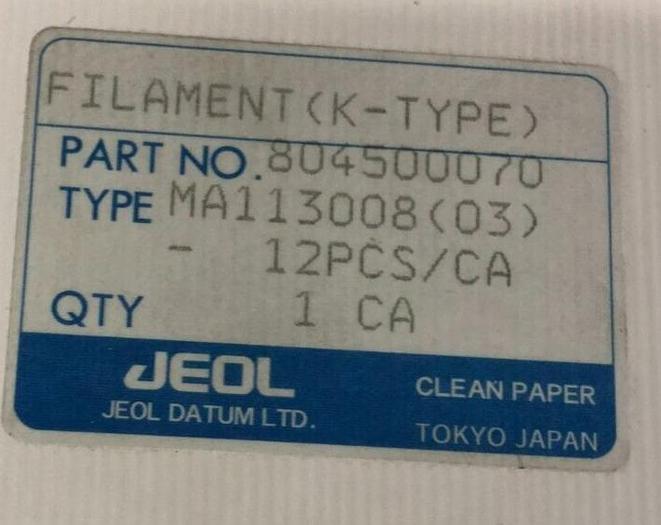 FILAMENT(K-TYPE)
PART NO. 804500070
TYPE MA113008(03)
- 12PCS/CA
QTY 1 CA
JEOL CLEAN PAPER
JEOL DATUM LTD. TOKYO JAPAN